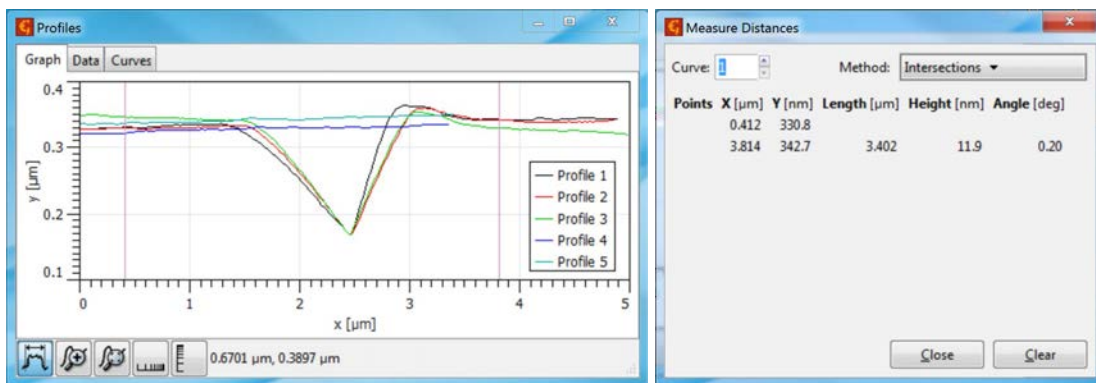 Profiles
Graph Data Curves
0.4
0.3
0.2
0.1
y [µm]
Profile 1
Profile 2
Profile 3
Profile 4
Profile 5
0 1 2 3 4 5
x [µm]
0.6701 µm, 0.3897 µm
Measure Distances
Curve: 1 Method: Intersections
Points X [µm] Y [nm] Length [µm] Height [nm] Angle [deg]
0.412 330.8
3.814 342.7 3.402 11.9 0.20
Close Clear